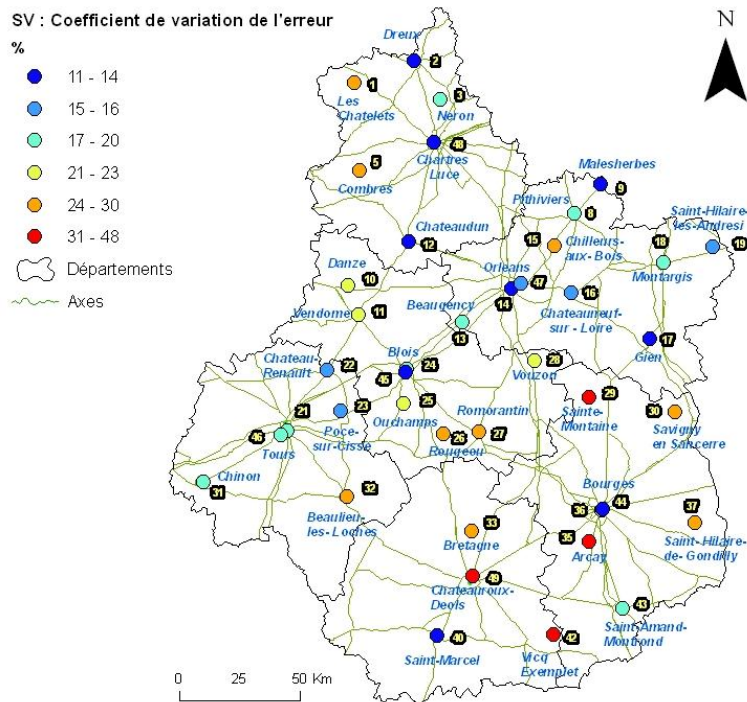 SV : Coefficient de variation de l'erreur
%
11 - 14
15 - 16
17 - 20
21 - 23
24 - 30
31 - 48
Départements
Axes
N
Dreux
2
1
Les
Chatelets
3
Neron
48
Chartres
Luce
5
Combres
Malesherbes
9
Pithiviers
8
Saint-Hilaire-
les-Andresi
19
Chateaudun
12
15
Chilleurs-
aux-Bois
18
Montargis
Danze
10
Orleans
47
14
16
Chateauneuf-
sur - Loire
Beaugency
13
Vendome
11
17
Gien
Chateau-
Renault
22
Blois
24
45
28
Vouzon
21
23
Poce-
sur-Cisse
25
Ouchamps
Romorantin
26
27
Rougeou
29
Sainte-
Montaine
30
Savigny
en Sancerre
46
Tours
Chinon
31
32
Beaulieu-
les-Loches
Bourges
36
44
37
Saint-Hilaire-
de-Gondilly
33
Bretagne
35
Arcay
49
Chateauroux-
Deols
43
Saint-Amand-
Montrond
40
Saint-Marcel
42
Vicq
Exemplet
0 25 50 Km